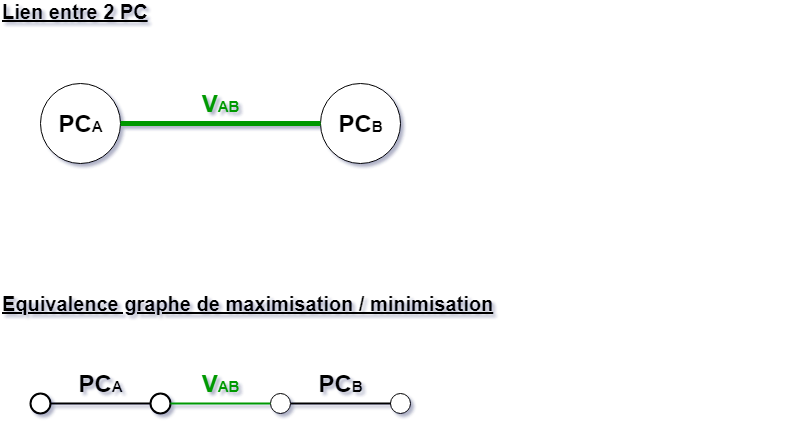 Lien entre 2 PC
VAB
PCA
PCB
Equivalence graphe de maximisation / minimisation
PCA VAB PCB